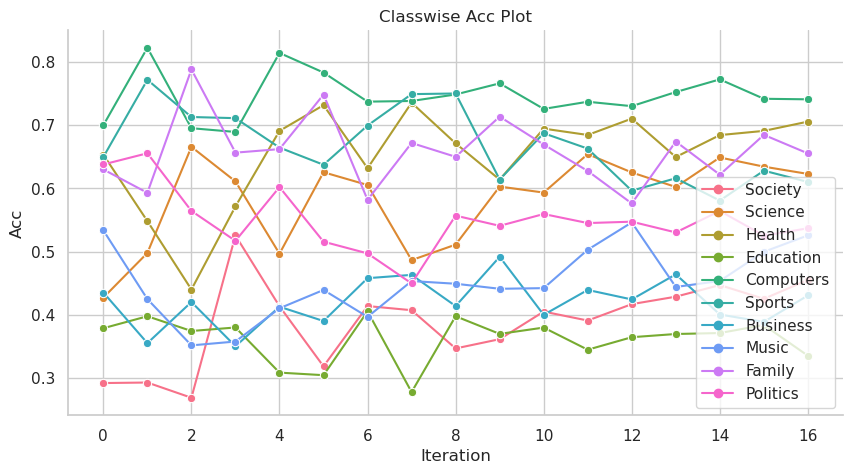 Classwise Acc Plot
0.8
0.7
0.6
0.5
0.4
0.3
Acc
0 2 4 6 8 10 12 14 16
Iteration
Society
Science
Health
Education
Computers
Sports
Business
Music
Family
Politics